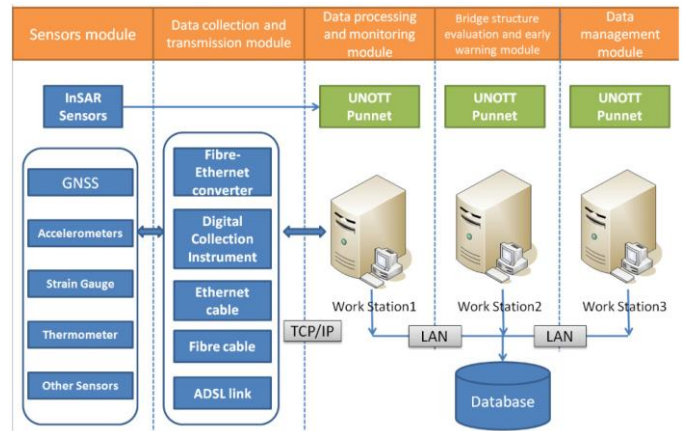 Sensors module
Data collection and
transmission module
Data processing
and monitoring
module
Bridge structure
evaluation and early
warning module
Data
management
module
InSAR
Sensors
UNOTT
Punnet
UNOTT
Punnet
UNOTT
Punnet
GNSS
Accelerometers
Strain Gauge
Thermometer
Other Sensors
Fibre-
Ethernet
converter
Digital
Collection
Instrument
Ethernet
cable
Fibre cable
ADSL link
TCP/IP
Work Station1
Work Station2
Work Station3
LAN
LAN
Database